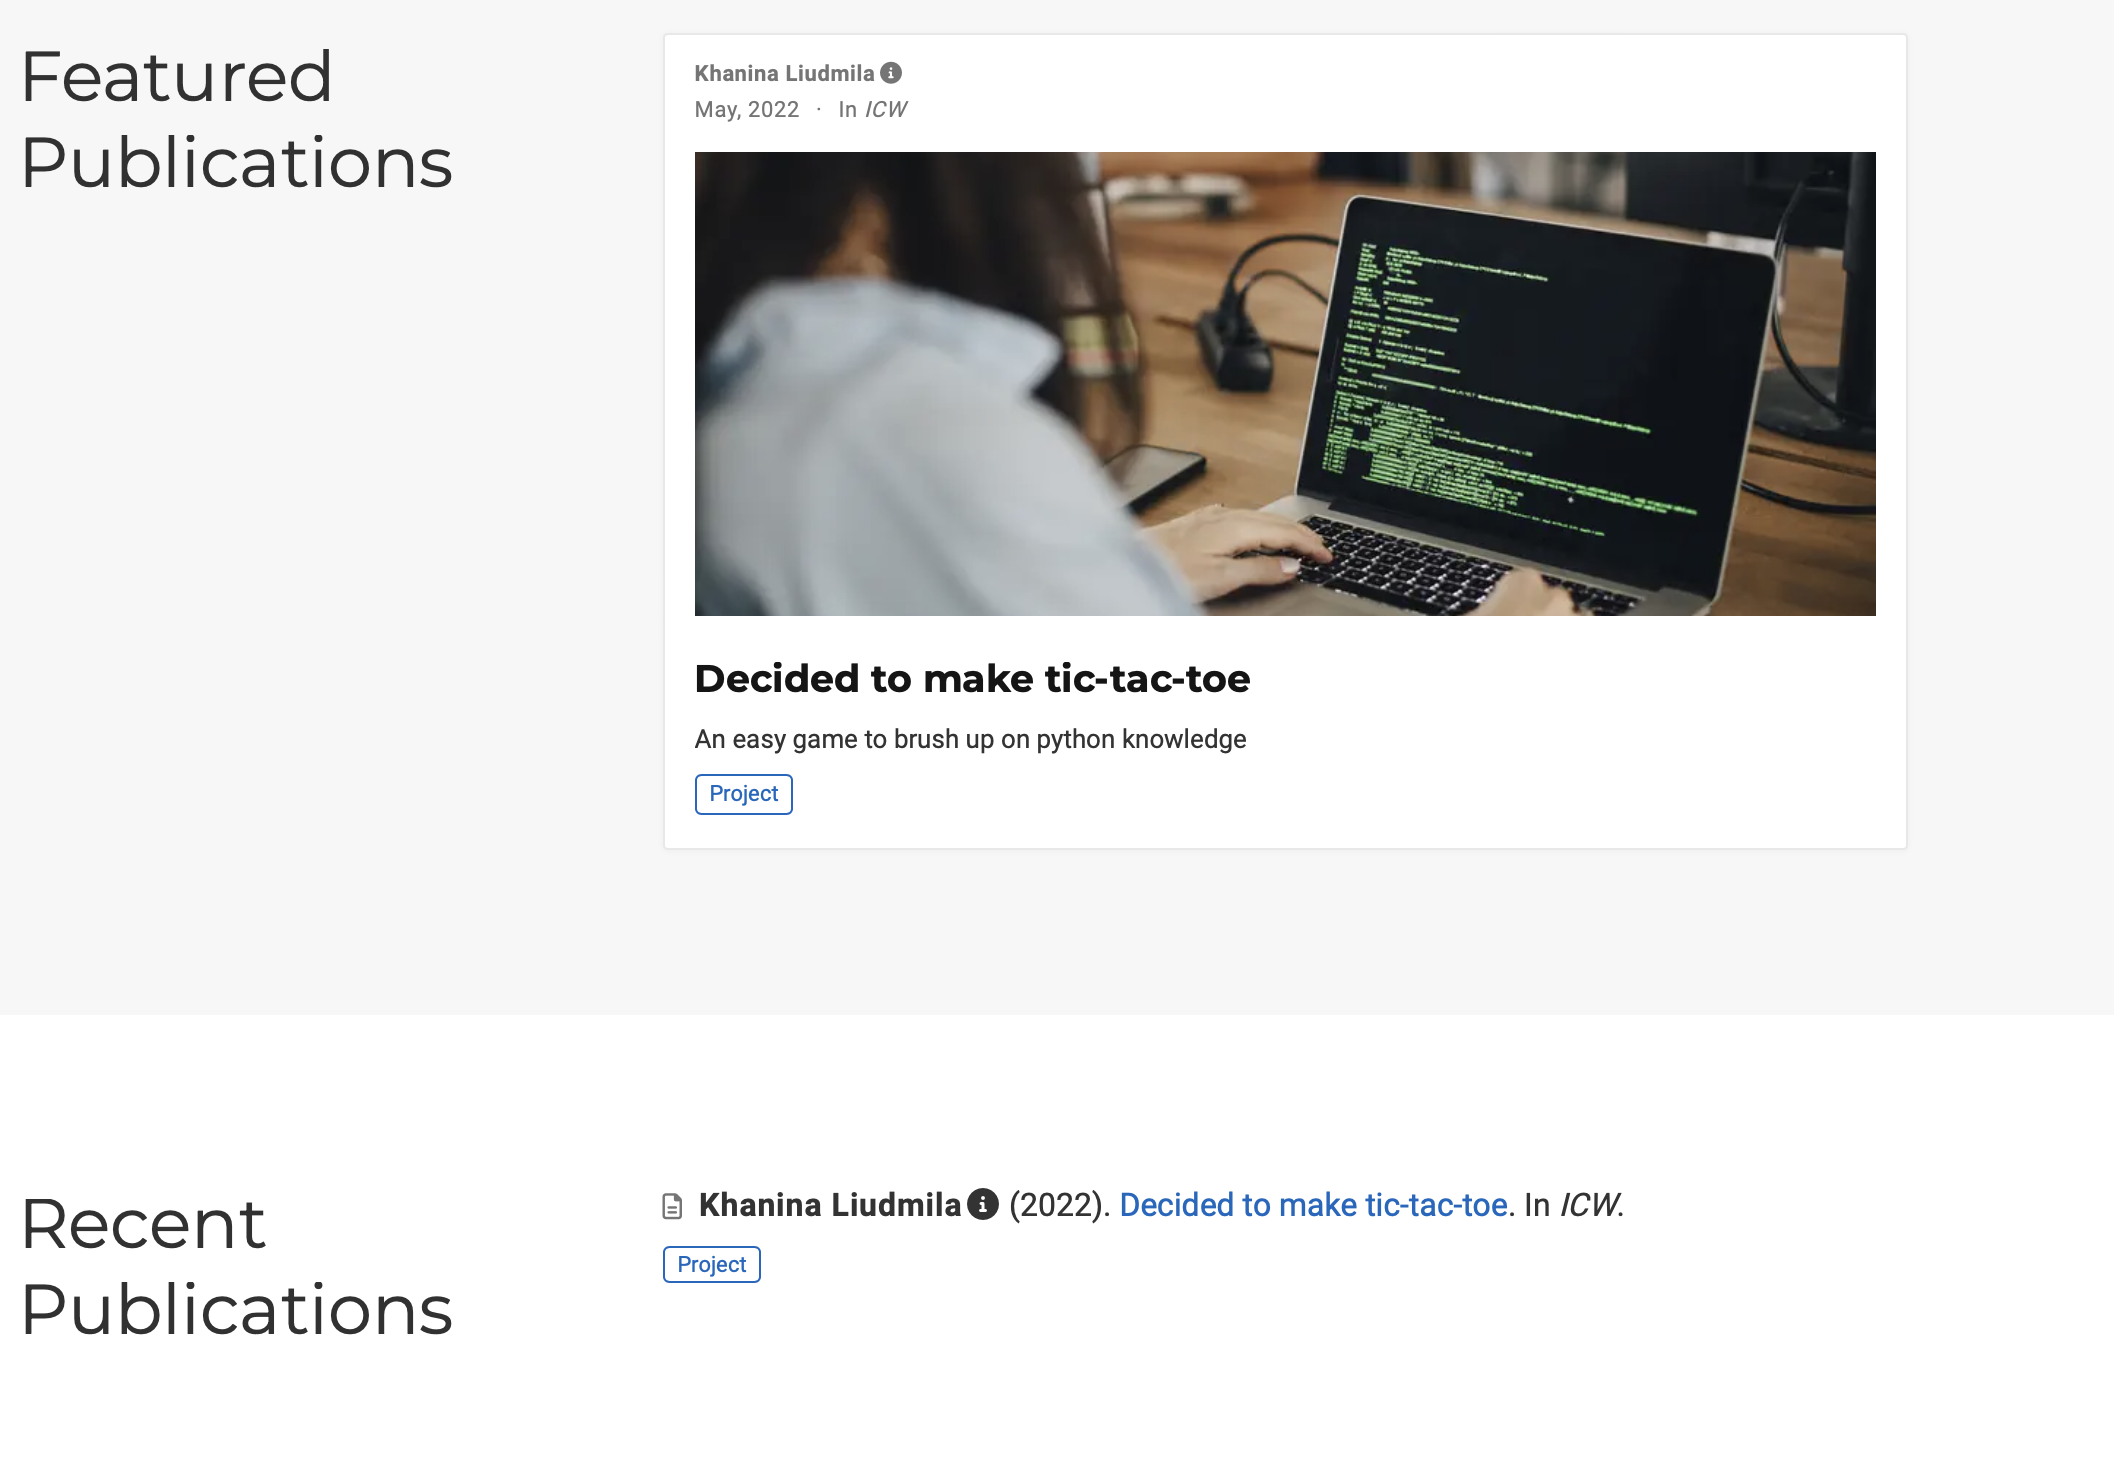 Featured
Publications
Khanina Liudmila
May, 2022 · In ICW
Decided to make tic-tac-toe
An easy game to brush up on python knowledge
Project
Recent
Publications
Khanina Liudmila (2022). Decided to make tic-tac-toe. In ICW.
Project